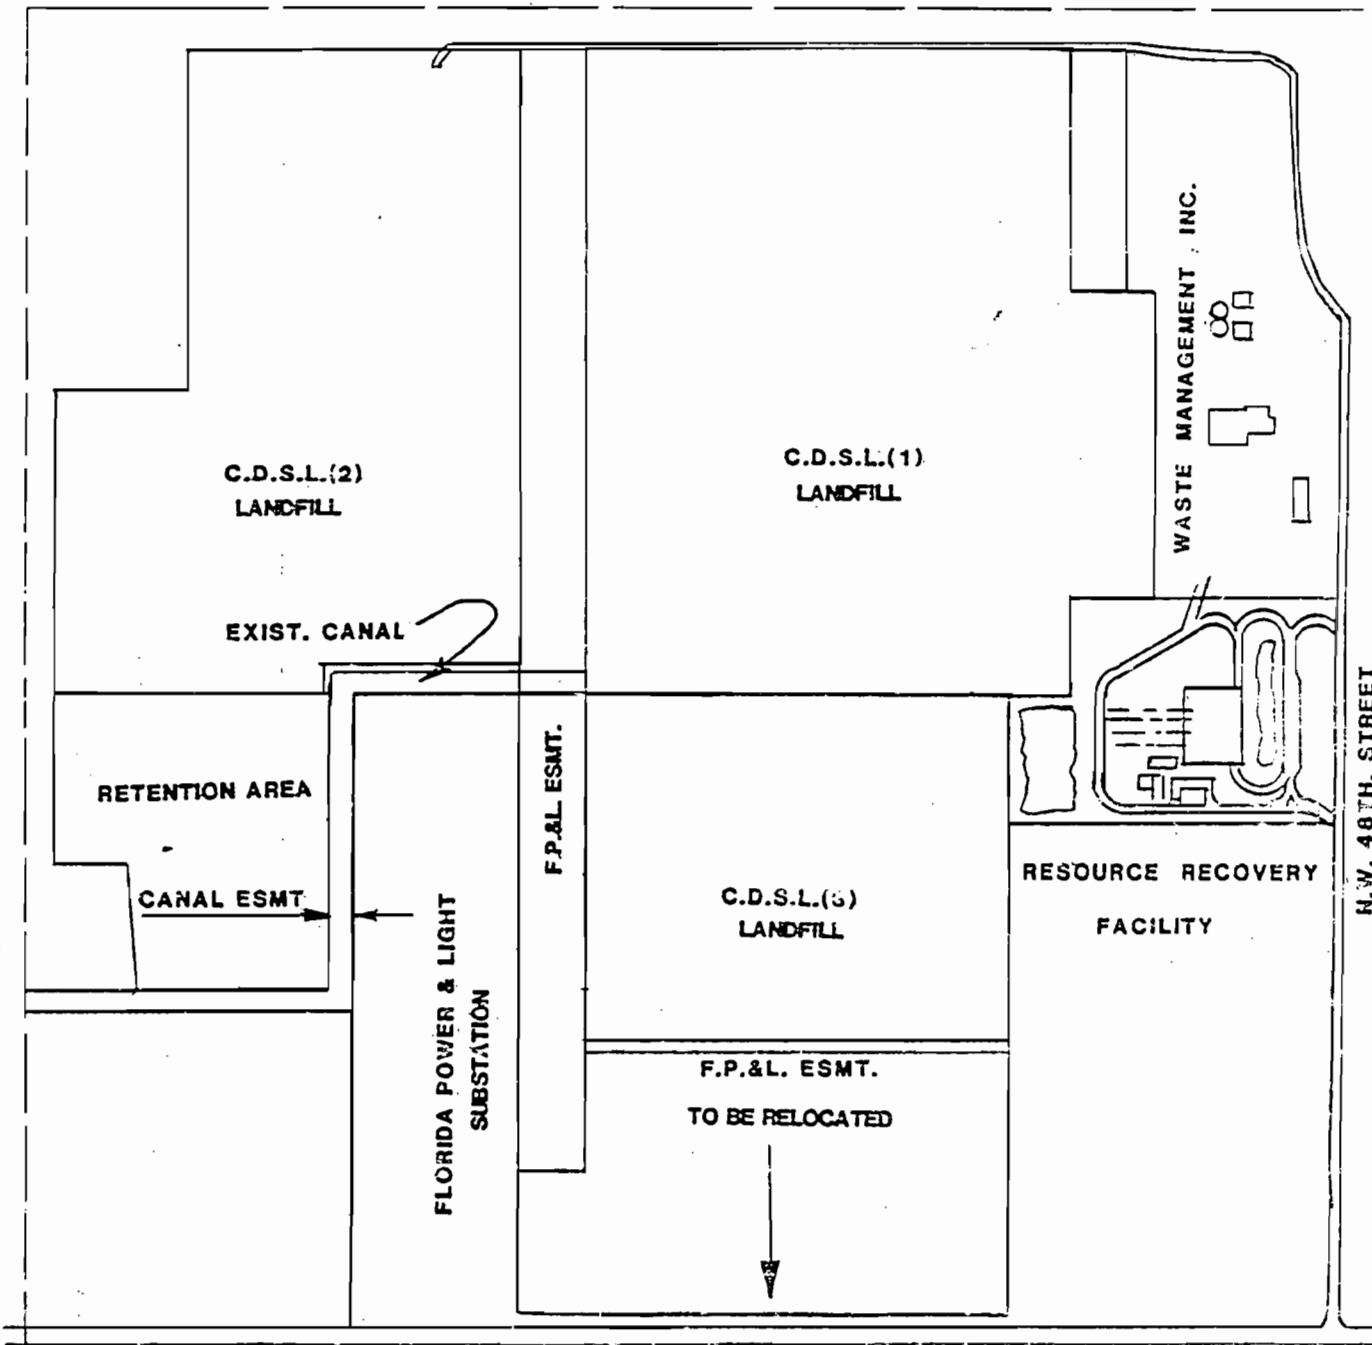 WASTE MANAGEMENT, INC.
C.D.S.L.(2)
LANDFILL
C.D.S.L.(1)
LANDFILL
EXIST. CANAL
RETENTION AREA
F.P.&L. ESMT.
CANAL ESMT
FLORIDA POWER & LIGHT
SUBSTATION
C.D.S.L.(3)
LANDFILL
RESOURCE RECOVERY
FACILITY
N.W. 48TH. STREET
F.P.&L. ESMT.
TO BE RELOCATED